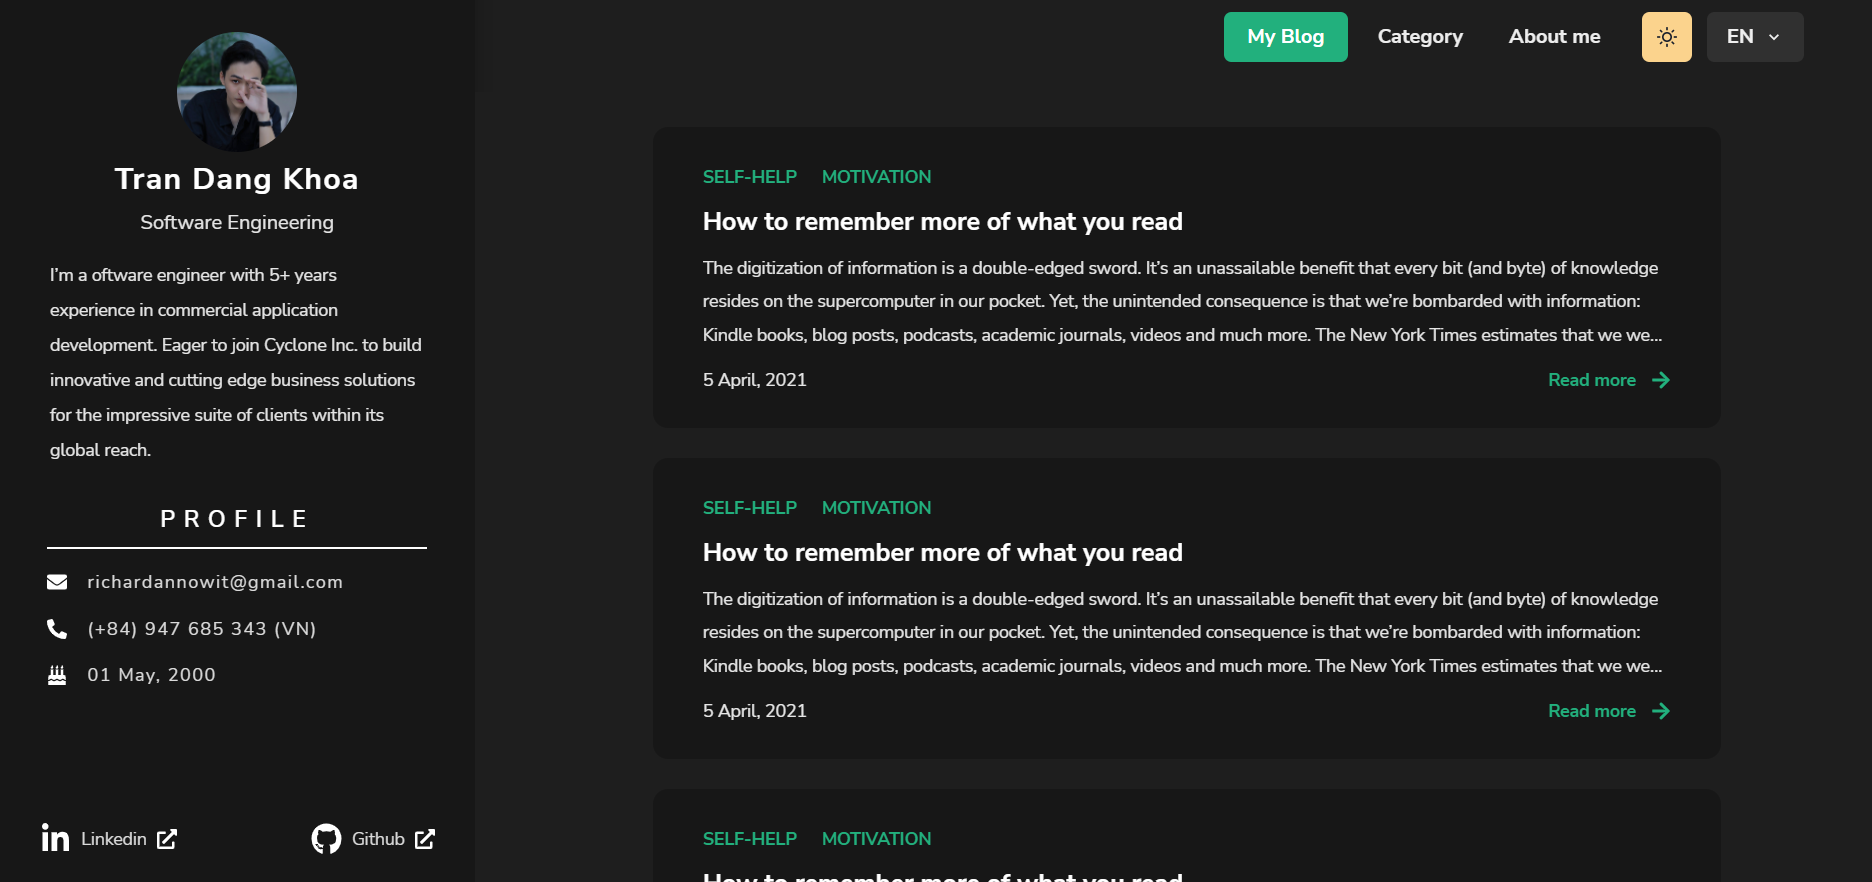 Tran Dang Khoa
Software Engineering
I'm a oftware engineer with 5+ years
experience in commercial application
development. Eager to join Cyclone Inc. to build
innovative and cutting edge business solutions
for the impressive suite of clients within its
global reach.
PROFILE
richardannowit@gmail.com
(+84) 947 685 343 (VN)
01 May, 2000
Linkedin
Github
My Blog
Category
About me
EN
SELF-HELP MOTIVATION
How to remember more of what you read
The digitization of information is a double-edged sword. It’s an unassailable benefit that every bit (and byte) of knowledge
resides on the supercomputer in our pocket. Yet, the unintended consequence is that we’re bombarded with information:
Kindle books, blog posts, podcasts, academic journals, videos and much more. The New York Times estimates that we we...
5 April, 2021
Read more
SELF-HELP MOTIVATION
How to remember more of what you read
The digitization of information is a double-edged sword. It’s an unassailable benefit that every bit (and byte) of knowledge
resides on the supercomputer in our pocket. Yet, the unintended consequence is that we’re bombarded with information:
Kindle books, blog posts, podcasts, academic journals, videos and much more. The New York Times estimates that we we...
5 April, 2021
Read more
SELF-HELP MOTIVATION
How to remember more of what you read